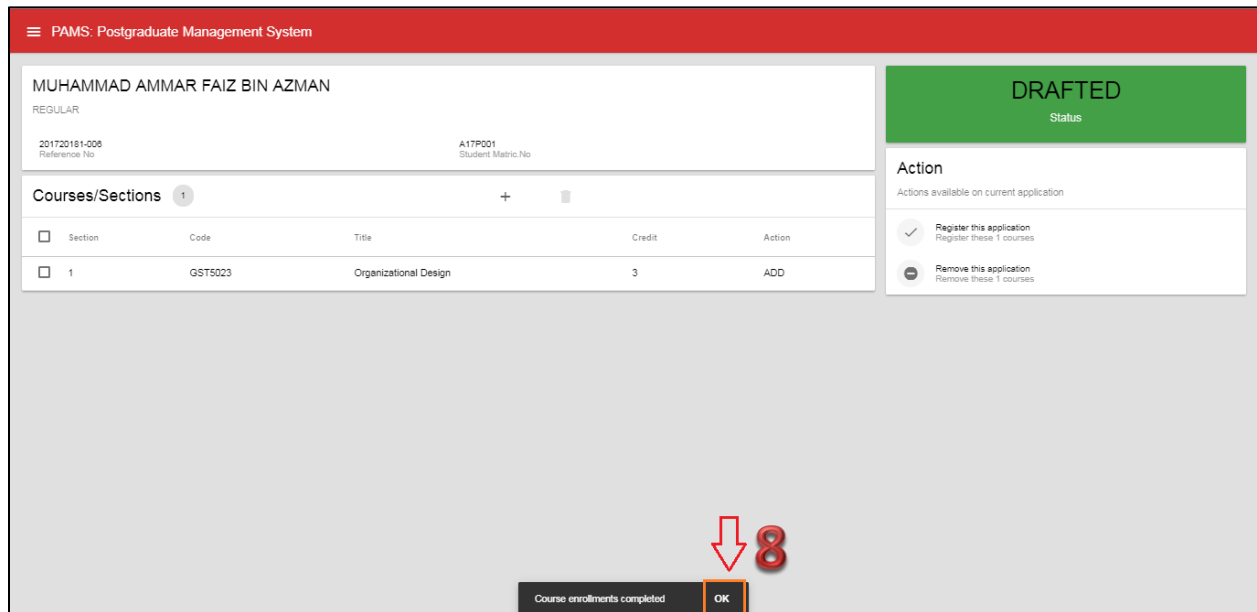 PAMS: Postgraduate Management System
MUHAMMAD AMMAR FAIZ BIN AZMAN
REGULAR
201720181-006 A17P001
Reference No Student Matric.No
DRAFTED
Status
Courses/Sections 1 +
Section Code Title Credit Action
1 GST5023 Organizational Design 3 ADD
Action
Actions available on current application
Register this application
Register these 1 courses
Remove this application
Remove these 1 courses
8
Course enrollments completed OK